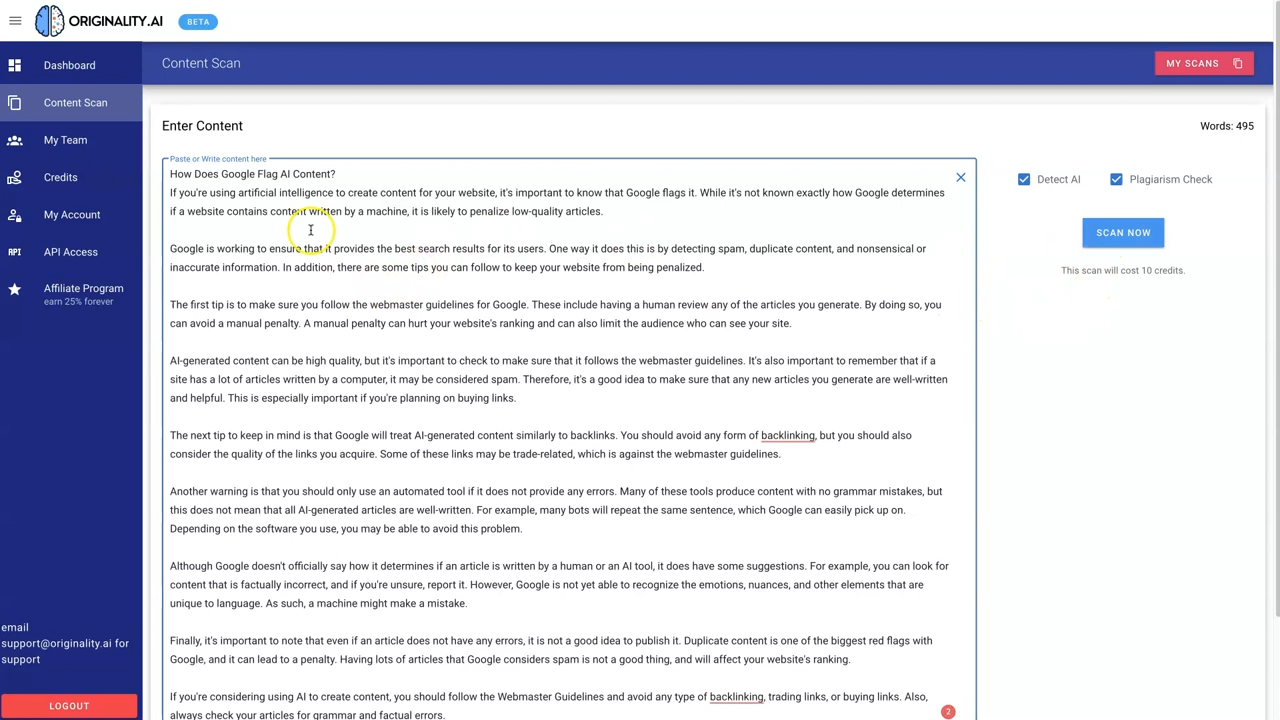 ORIGINALITY.AI
BETA
Dashboard
Content Scan
My Team
Credits
My Account
API
API Access
Affiliate Program
earn 25% forever
email
support@originality.ai for
support
LOGOUT
Content Scan
MY SCANS
Enter Content
Words: 495
Paste or Write content here
How Does Google Flag AI Content?
If you're using artificial intelligence to create content for your website, it's important to know that Google flags it. While it's not known exactly how Google determines
if a website contains content written by a machine, it is likely to penalize low-quality articles.
Google is working to ensure that it provides the best search results for its users. One way it does this is by detecting spam, duplicate content, and nonsensical or
inaccurate information. In addition, there are some tips you can follow to keep your website from being penalized.
The first tip is to make sure you follow the webmaster guidelines for Google. These include having a human review any of the articles you generate. By doing so, you
can avoid a manual penalty. A manual penalty can hurt your website's ranking and can also limit the audience who can see your site.
AI-generated content can be high quality, but it's important to check to make sure that it follows the webmaster guidelines. It's also important to remember that if a
site has a lot of articles written by a computer, it may be considered spam. Therefore, it's a good idea to make sure that any new articles you generate are well-written
and helpful. This is especially important if you're planning on buying links.
The next tip to keep in mind is that Google will treat AI-generated content similarly to backlinks. You should avoid any form of backlinking, but you should also
consider the quality of the links you acquire. Some of these links may be trade-related, which is against the webmaster guidelines.
Another warning is that you should only use an automated tool if it does not provide any errors. Many of these tools produce content with no grammar mistakes, but
this does not mean that all AI-generated articles are well-written. For example, many bots will repeat the same sentence, which Google can easily pick up on.
Depending on the software you use, you may be able to avoid this problem.
Although Google doesn't officially say how it determines if an article is written by a human or an AI tool, it does have some suggestions. For example, you can look for
content that is factually incorrect, and if you're unsure, report it. However, Google is not yet able to recognize the emotions, nuances, and other elements that are
unique to language. As such, a machine might make a mistake.
Finally, it's important to note that even if an article does not have any errors, it is not a good idea to publish it. Duplicate content is one of the biggest red flags with
Google, and it can lead to a penalty. Having lots of articles that Google considers spam is not a good thing, and will affect your website's ranking.
If you're considering using AI to create content, you should follow the Webmaster Guidelines and avoid any type of backlinking, trading links, or buying links. Also,
always check your articles for grammar and factual errors.
2
Detect AI
Plagiarism Check
SCAN NOW
This scan will cost 10 credits.